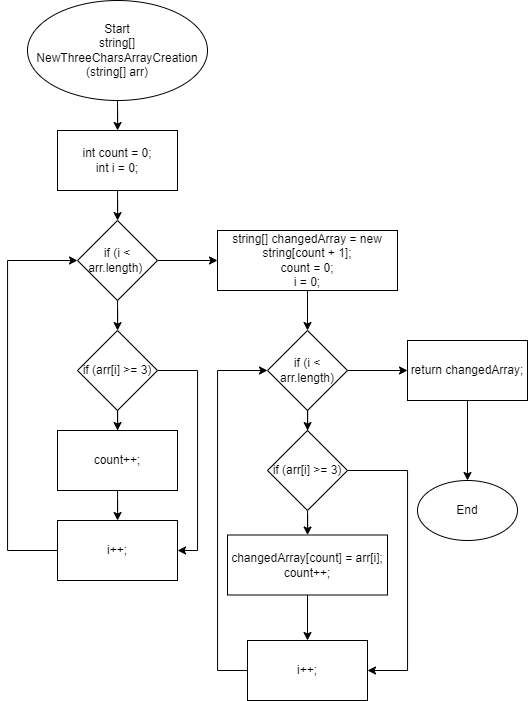 Start
string[]
NewThreeCharsArrayCreation
(string[] arr)
int count = 0;
int i = 0;
if (i <
arr.length)
string[] changedArray = new
string[count + 1];
count = 0;
i = 0;
if (arr[i] >= 3)
count++;
i++;
if (i <
arr.length)
return changedArray;
if (arr[i] >= 3)
End
changedArray[count] = arr[i];
count++;
i++;